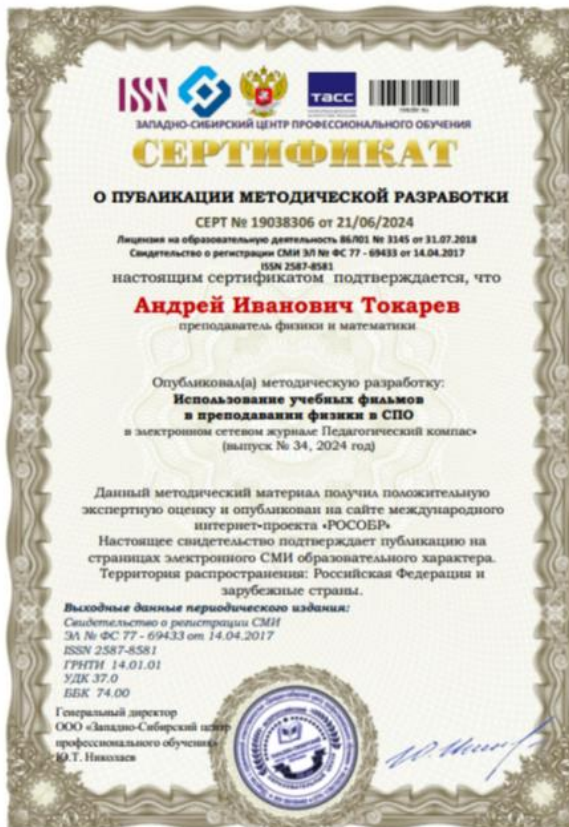 ISSN
ТАСС
ЗАПАДНО-СИБИРСКИЙ ЦЕНТР ПРОФЕССИОНАЛЬНОГО ОБУЧЕНИЯ
СЕРТИФИКАТ
О ПУБЛИКАЦИИ МЕТОДИЧЕСКОЙ РАЗРАБОТКИ
СЕРТ № 19038306 от 21/06/2024
Лицензия на образовательную деятельность 86Л01 № 3145 от 31.07.2018
Свидетельство о регистрации СМИ ЭЛ № ФС 77 - 69433 от 14.04.2017
ISSN 2587-8581
настоящим сертификатом подтверждается, что
Андрей Иванович Токарев
преподаватель физики и математики
Опубликовал(а) методическую разработку:
Использование учебных фильмов
в преподавании физики в СПО
в электронном сетевом журнале Педагогический компас»
(выпуск № 34, 2024 год)
Данный методический материал получил положительную
экспертную оценку и опубликован на сайте международного
интернет-проекта «РОСОБР»
Настоящее свидетельство подтверждает публикацию на
страницах электронного СМИ образовательного характера.
Территория распространения: Российская Федерация и
зарубежные страны.
Выходные данные периодического издания:
Свидетельство о регистрации СМИ
ЭЛ № ФС 77 - 69433 от 14.04.2017
ISSN 2587-8581
ГРНТИ 14.01.01
УДК 37.0
ББК 74.00
Генеральный директор
ООО «Западно-Сибирский центр
профессионального обучения»
Ю.Т. Николаев